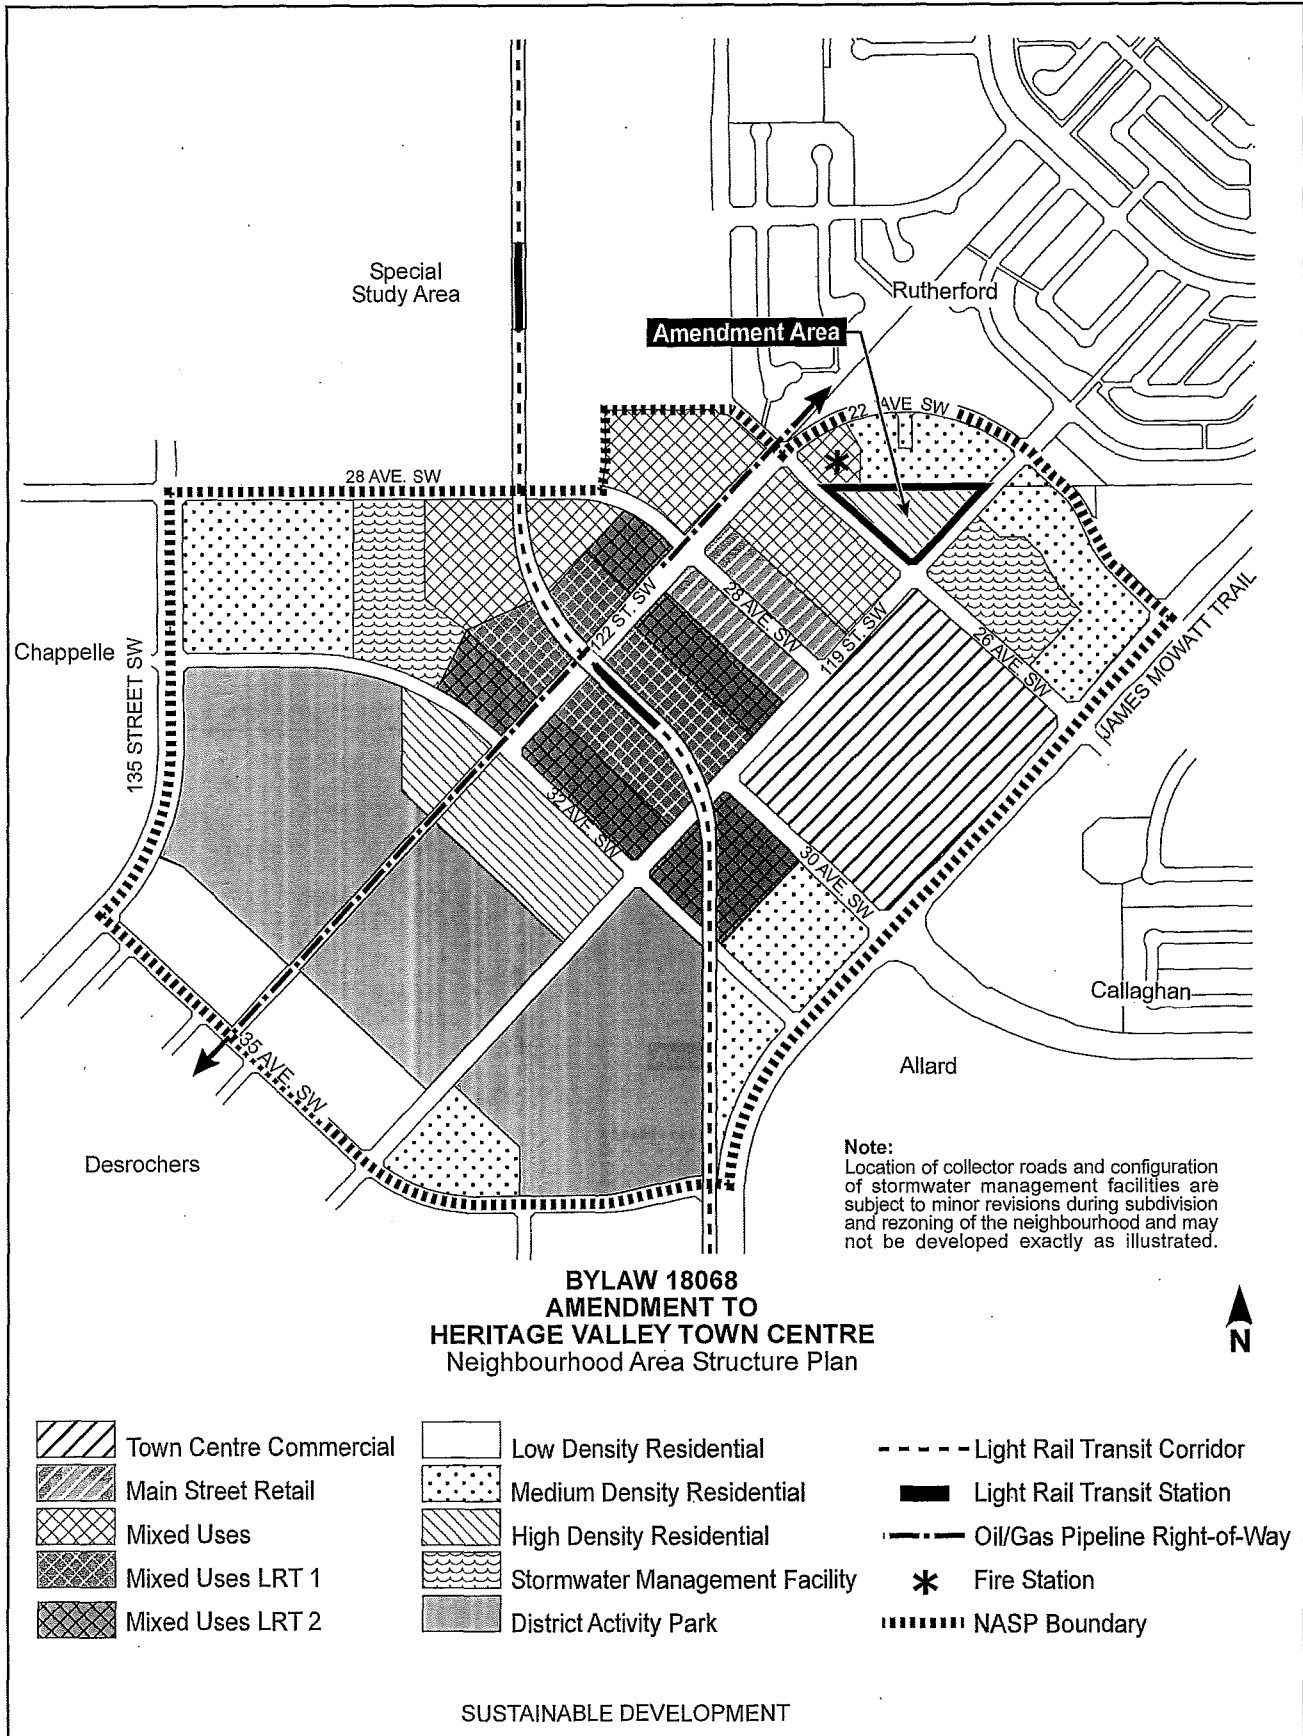 Special
Study Area
Rutherford
Amendment Area
22 AVE SW
28 AVE. SW
122 ST. SW
28 AVE. SW
119 ST. SW
26 AVE. SW
JAMES MOWATT TRAIL
Chappelle
135 STREET SW
32 AVE. SW
30 AVE. SW
Callaghan
35 AVE. SW
Allard
Desrochers
Note:
Location of collector roads and configuration
of stormwater management facilities are
subject to minor revisions during subdivision
and rezoning of the neighbourhood and may
not be developed exactly as illustrated.
BYLAW 18068
AMENDMENT TO
HERITAGE VALLEY TOWN CENTRE
Neighbourhood Area Structure Plan
N
Town Centre Commercial
Main Street Retail
Mixed Uses
Mixed Uses LRT 1
Mixed Uses LRT 2
Low Density Residential
Medium Density Residential
High Density Residential
Stormwater Management Facility
District Activity Park
Light Rail Transit Corridor
Light Rail Transit Station
Oil/Gas Pipeline Right-of-Way
Fire Station
NASP Boundary
SUSTAINABLE DEVELOPMENT